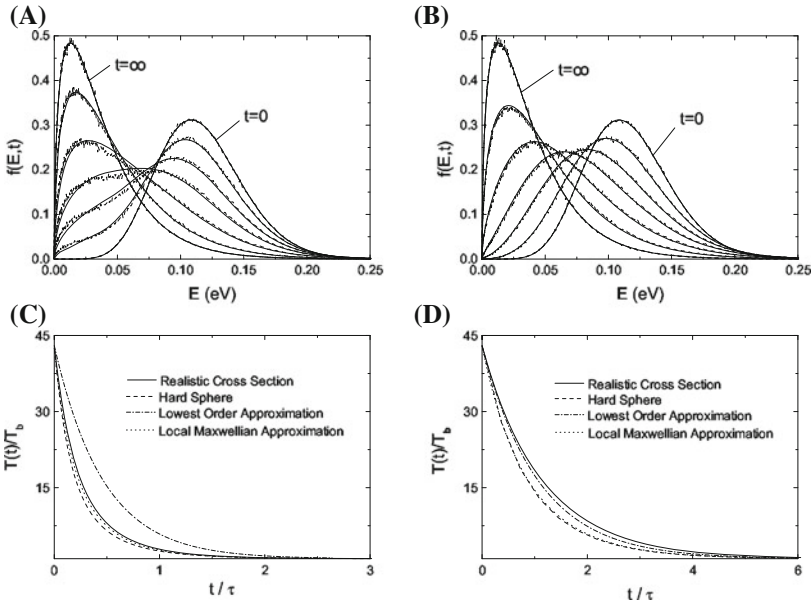 (A)
0.5
0.4
0.3
0.2
0.1
0.0
f(E,t)
t=∞
t=0
0.00 0.05 0.10 0.15 0.20 0.25
E (eV)
(B)
0.5
0.4
0.3
0.2
0.1
0.0
f(E,t)
t=∞
t=0
0.00 0.05 0.10 0.15 0.20 0.25
E (eV)
(C)
45
30
15
T(t)/T_b
Realistic Cross Section
Hard Sphere
Lowest Order Approximation
Local Maxwellian Approximation
0 1 2 3
t / τ
(D)
45
30
15
T(t)/T_b
Realistic Cross Section
Hard Sphere
Lowest Order Approximation
Local Maxwellian Approximation
0 2 4 6
t / τ